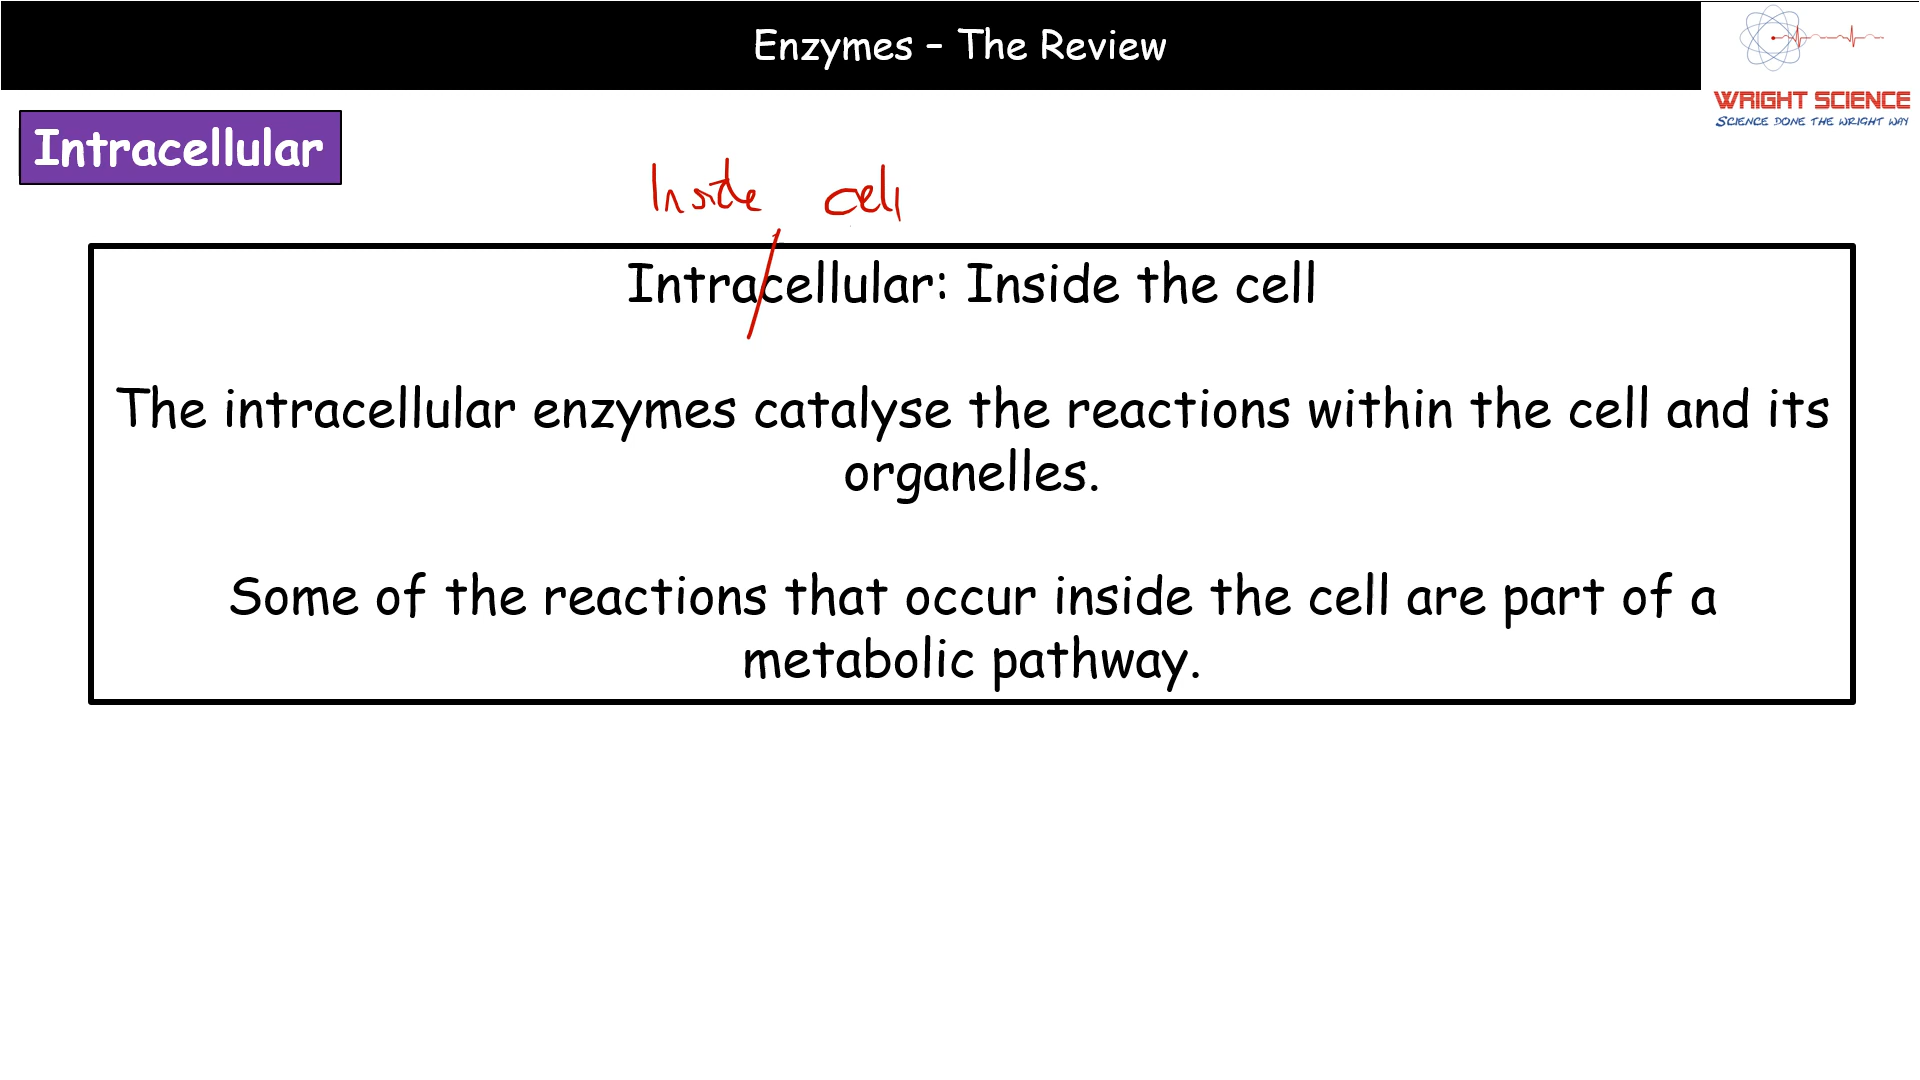 Enzymes – The Review
WRIGHT SCIENCE
SCIENCE DONE THE WRIGHT WAY
Intracellular
Inside cell
Intracellular: Inside the cell
The intracellular enzymes catalyse the reactions within the cell and its
organelles.
Some of the reactions that occur inside the cell are part of a
metabolic pathway.